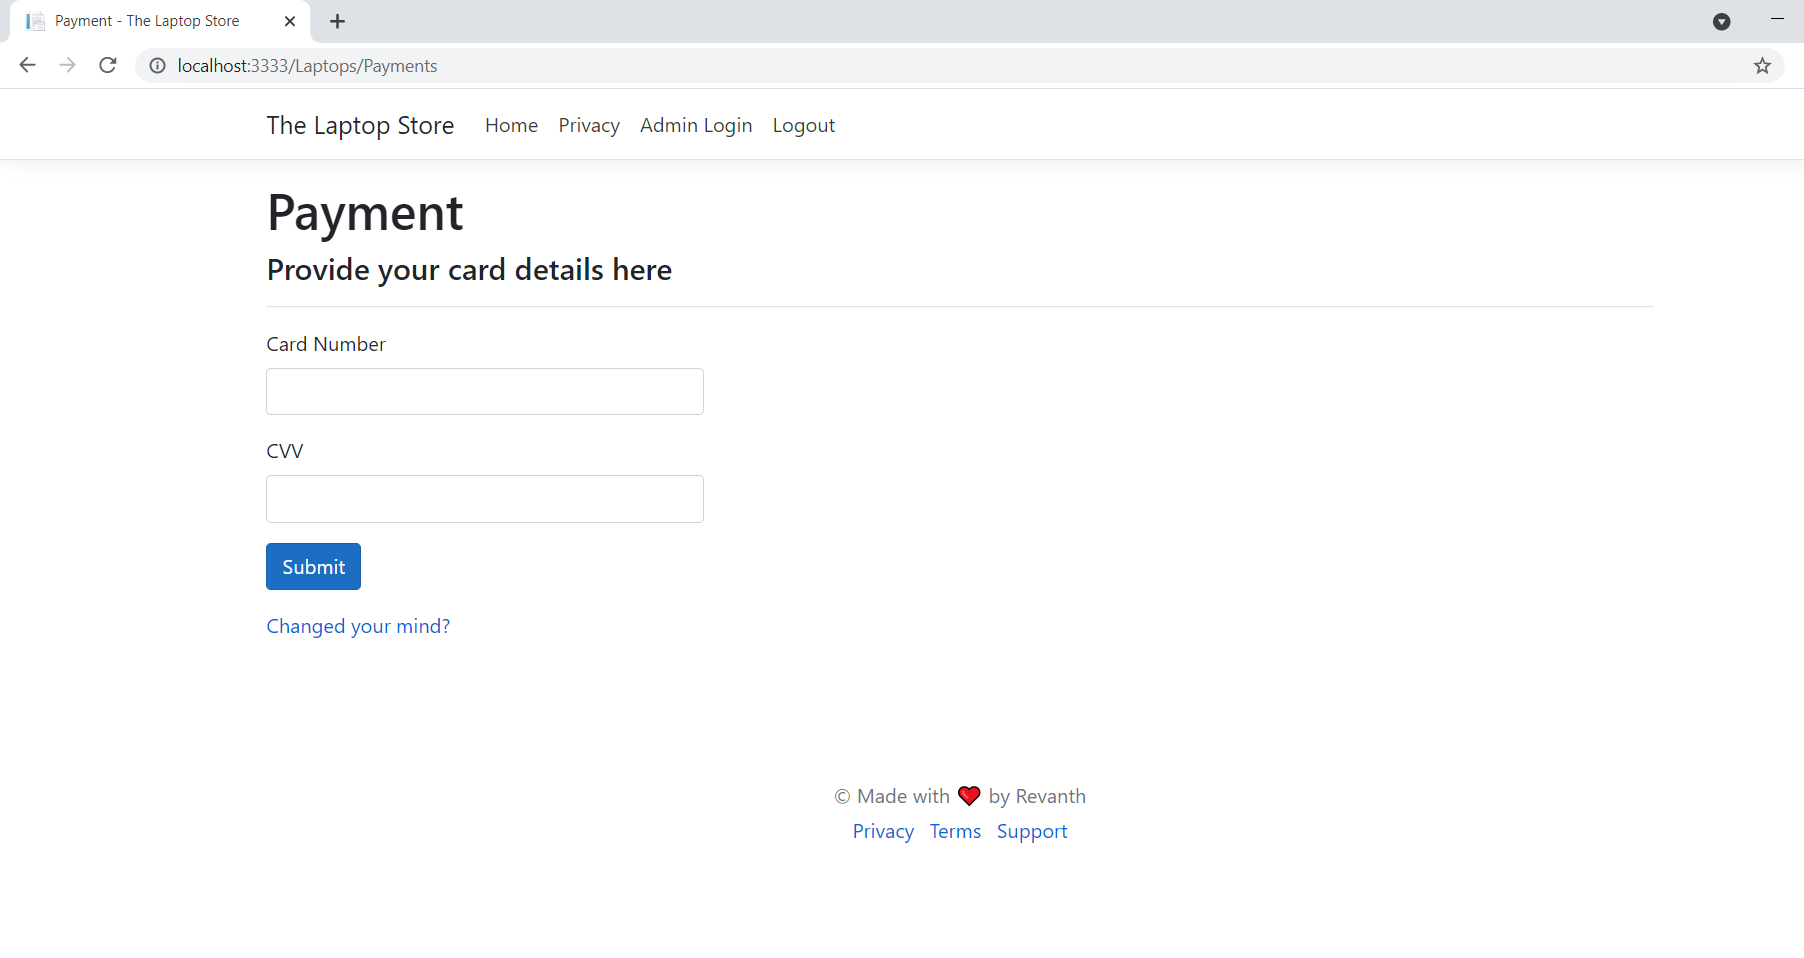 Payment - The Laptop Store
localhost:3333/Laptops/Payments
The Laptop Store Home Privacy Admin Login Logout
Payment
Provide your card details here
Card Number
CVV
Submit
Changed your mind?
© Made with ❤ by Revanth
Privacy Terms Support